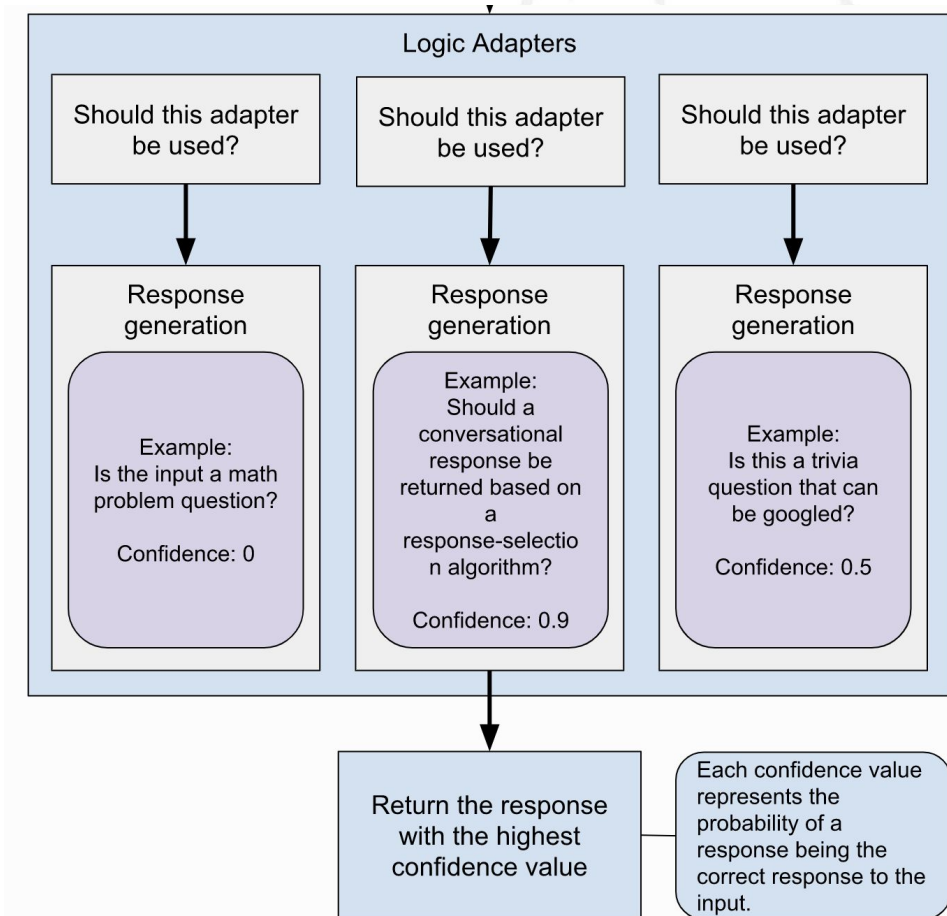 Logic Adapters
Should this adapter
be used?
Should this adapter
be used?
Should this adapter
be used?
Response
generation
Example:
Is the input a math
problem question?
Confidence: 0
Response
generation
Example:
Should a
conversational
response be
returned based on
a
response-selectio
n algorithm?
Confidence: 0.9
Response
generation
Example:
Is this a trivia
question that can
be googled?
Confidence: 0.5
Return the response
with the highest
confidence value
Each confidence value
represents the
probability of a
response being the
correct response to the
input.